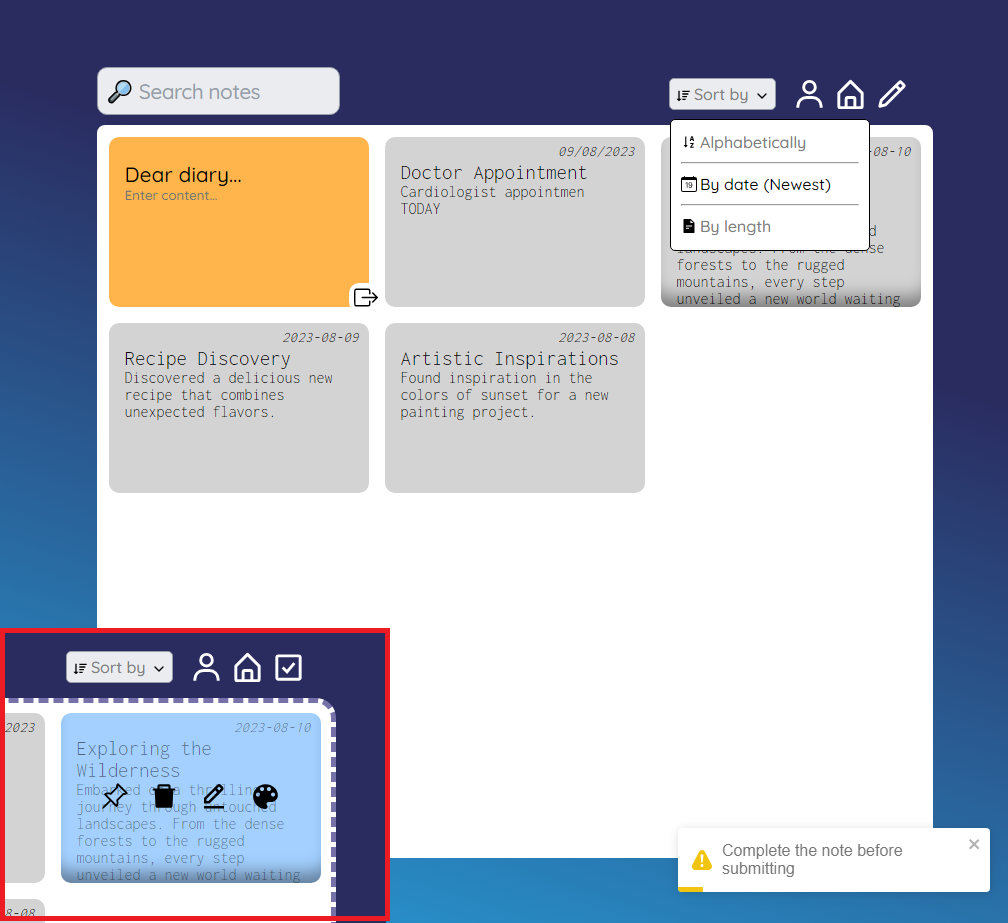 Search notes
Sort by
Alphabetically
19 By date (Newest)
By length
Dear diary...
Enter content...
09/08/2023
Doctor Appointment
Cardiologist appointmen
TODAY
-08-10
landscapes. From the dense
forests to the rugged
mountains, every step
unveiled a new world waiting
2023-08-09
Recipe Discovery
Discovered a delicious new
recipe that combines
unexpected flavors.
2023-08-08
Artistic Inspirations
Found inspiration in the
colors of sunset for a new
painting project.
Sort by
2023
2023-08-10
Exploring the
Wilderness
Embarked on a thrilling
journey through untouched
landscapes. From the dense
forests to the rugged
mountains, every step
unveiled a new world waiting
8-08
Complete the note before
submitting